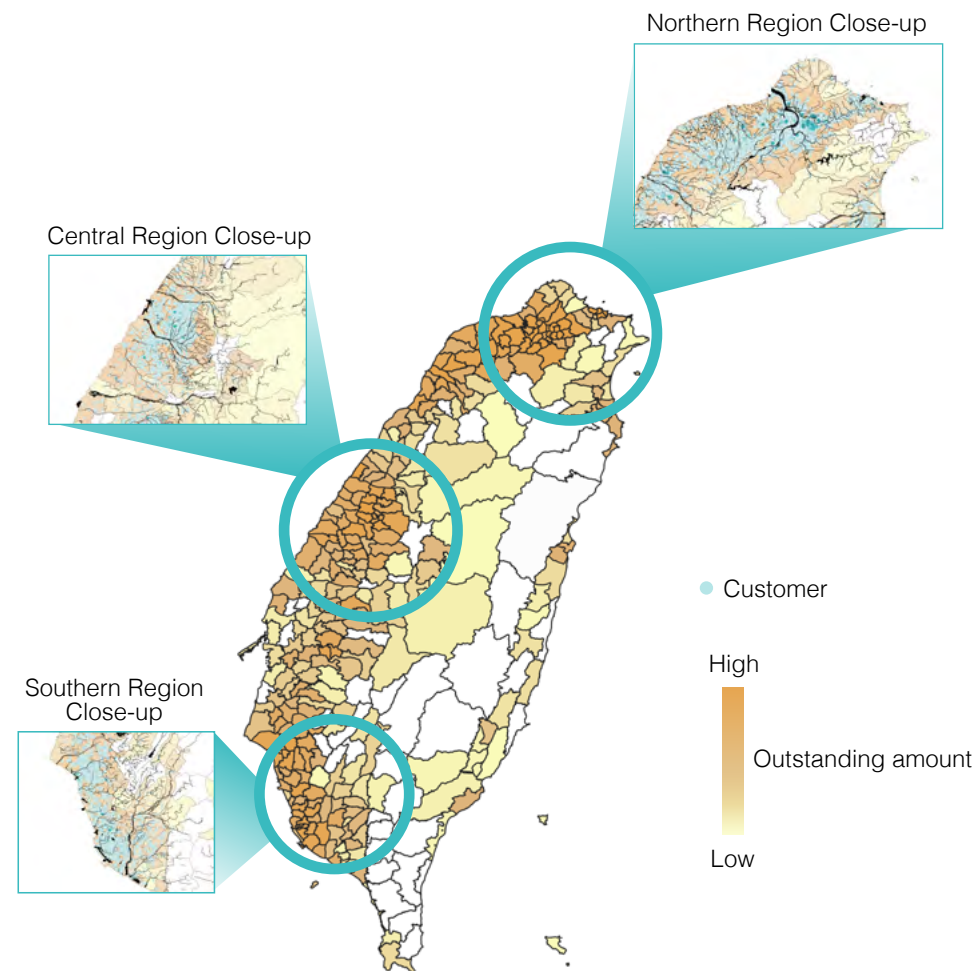 Northern Region Close-up
Central Region Close-up
Customer
High
Southern Region
Close-up
Outstanding amount
Low